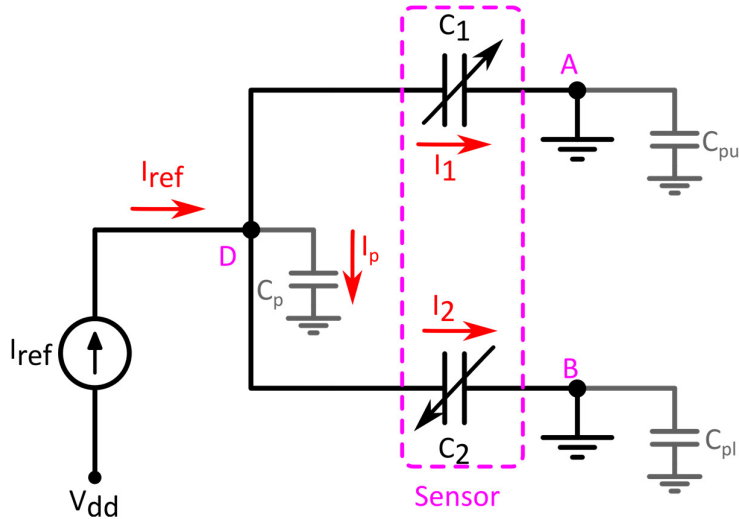 C1
A
Cpu
I1
Iref
D
Ip
Cp
I2
Iref
B
C2
Cpl
Vdd
Sensor